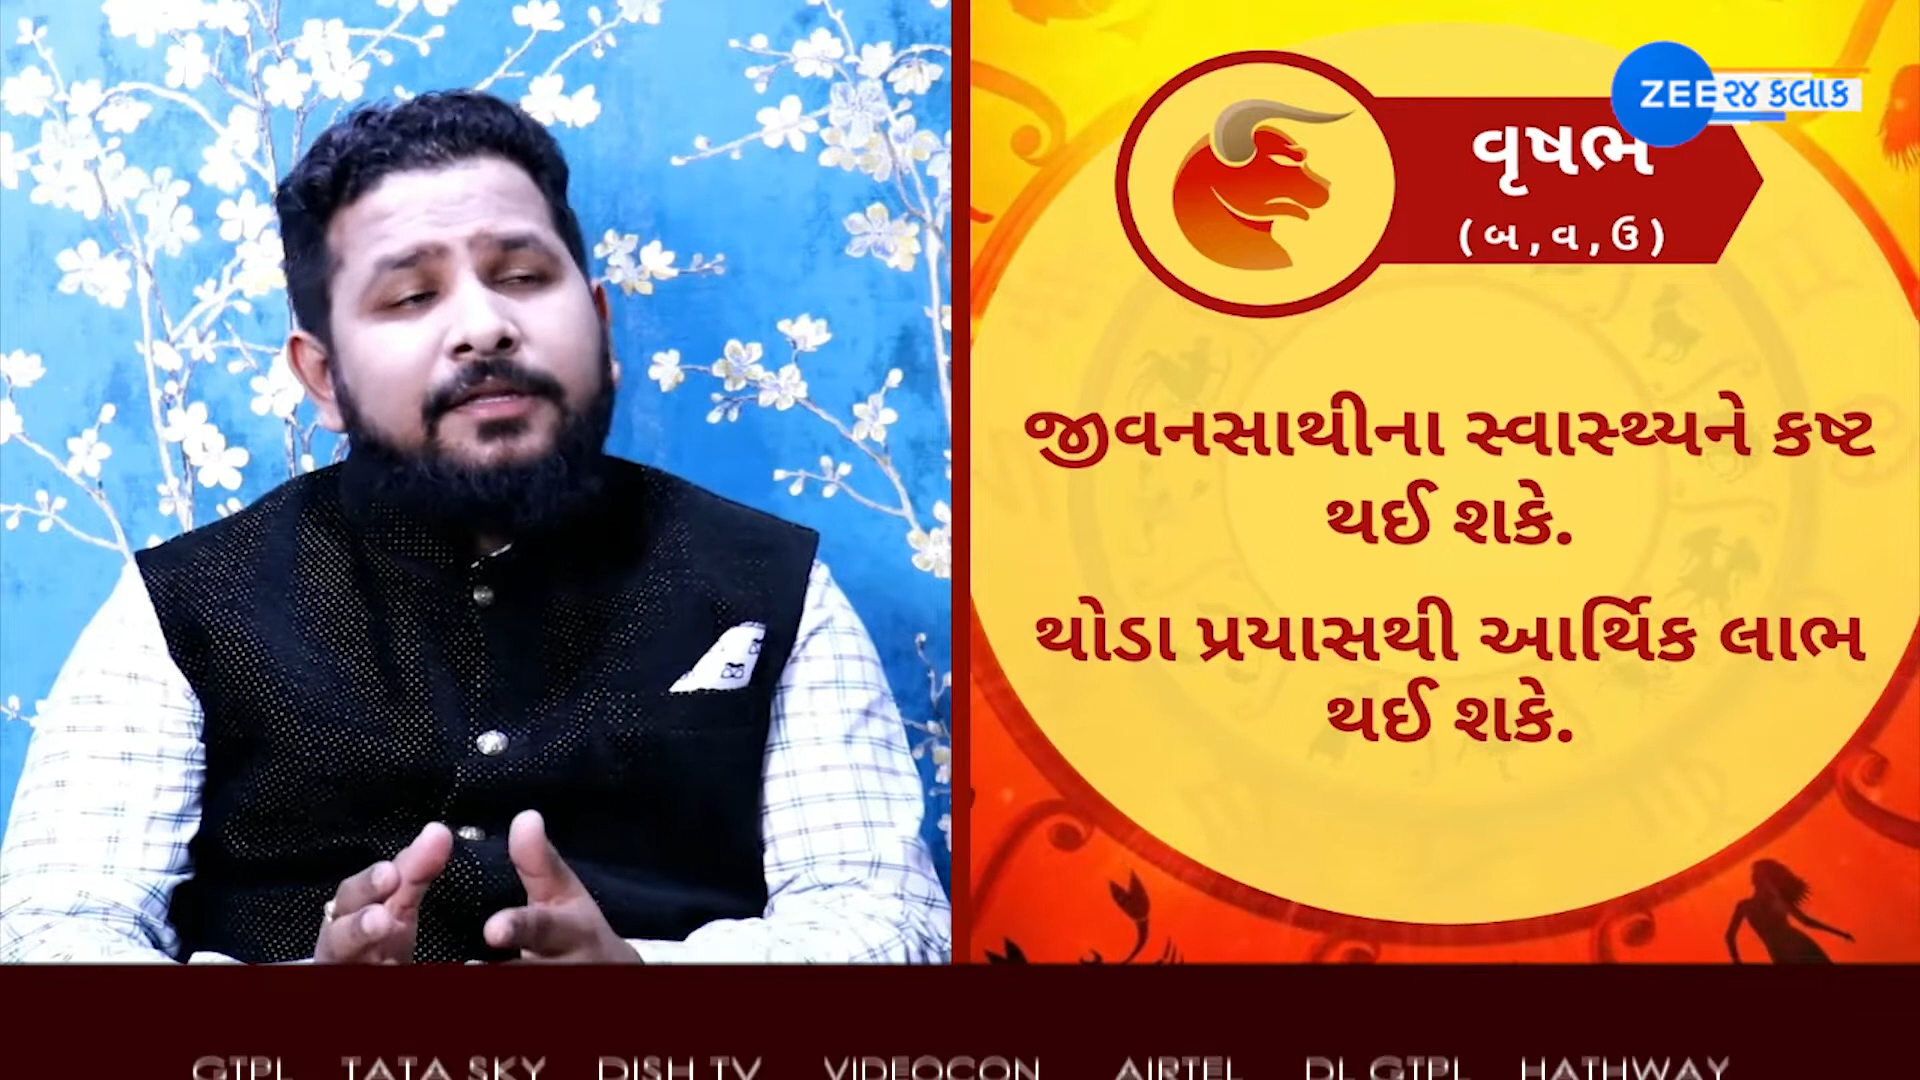 ZEE ૨૪ કલાક
વૃષભ
(બ,વ,ઉ)
જીવનસાથીના સ્વાસ્થ્યને કષ્ટ
થઈ શકે.
થોડા પ્રયાસથી આર્થિક લાભ
થઈ શકે.
GTPL TATA SKY DISH TV VIDEOCON AIRTEL DL GTPL HATHWAY